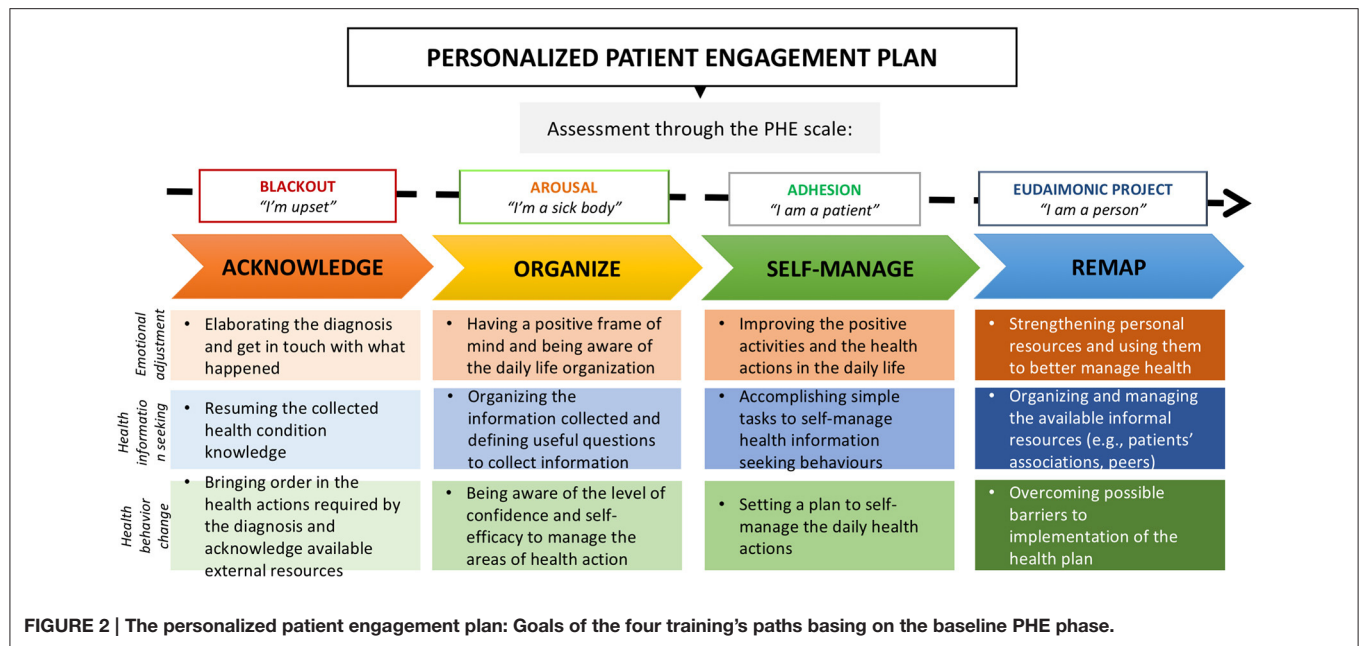 PERSONALIZED PATIENT ENGAGEMENT PLAN
Assessment through the PHE scale:
BLACKOUT
“I’m upset”
AROUSAL
“I’m a sick body”
ADHESION
“I am a patient”
EUDAIMONIC PROJECT
“I am a person”
ACKNOWLEDGE
ORGANIZE
SELF-MANAGE
REMAP
Emotional
adjustment
• Elaborating the diagnosis
and get in touch with what
happened
• Having a positive frame of
mind and being aware of
the daily life organization
• Improving the positive
activities and the health
actions in the daily life
• Strengthening personal
resources and using them
to better manage health
Health
informatio
n seeking
• Resuming the collected
health condition
knowledge
• Organizing the
information collected and
defining useful questions
to collect information
• Accomplishing simple
tasks to self-manage
health information
seeking behaviours
• Organizing and managing
the available informal
resources (e.g., patients’
associations, peers)
Health
behavior
change
• Bringing order in the
health actions required by
the diagnosis and
acknowledge available
external resources
• Being aware of the level of
confidence and self-
efficacy to manage the
areas of health action
• Setting a plan to self-
manage the daily health
actions
• Overcoming possible
barriers to
implementation of the
health plan
FIGURE 2 | The personalized patient engagement plan: Goals of the four training’s paths basing on the baseline PHE phase.